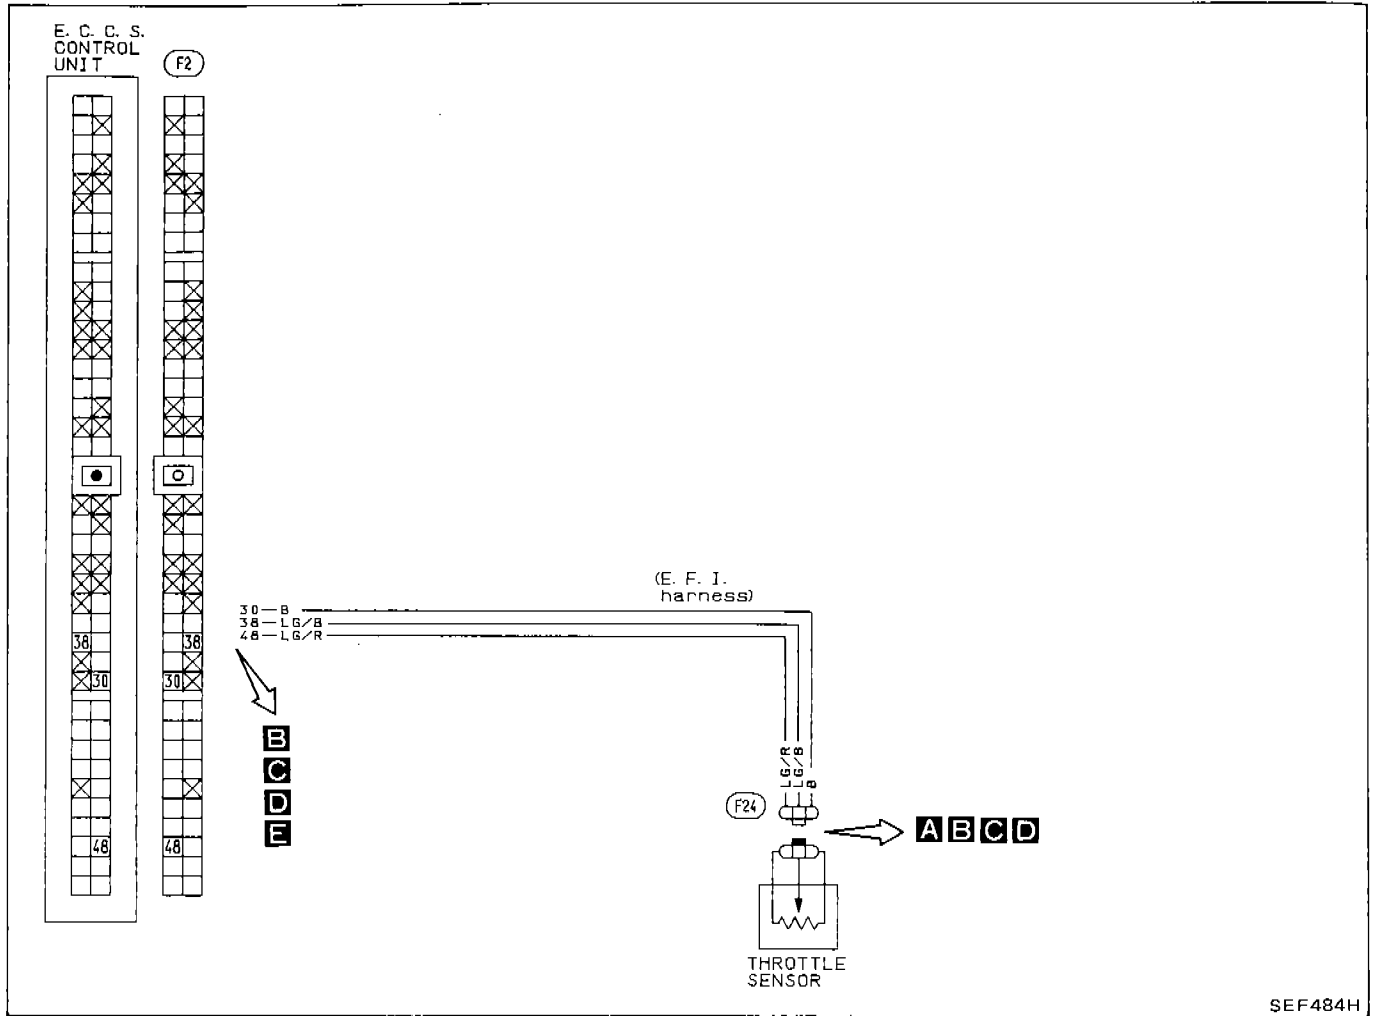 E. C. C. S.
CONTROL
UNIT
F2
(E. F. I.
harness)
30—B
38—LG/B
48—LG/R
38 38
30 30
B
C
D
E
LG/R
LG/B
B
F24
A B C D
48 48
THROTTLE
SENSOR
SEF484H